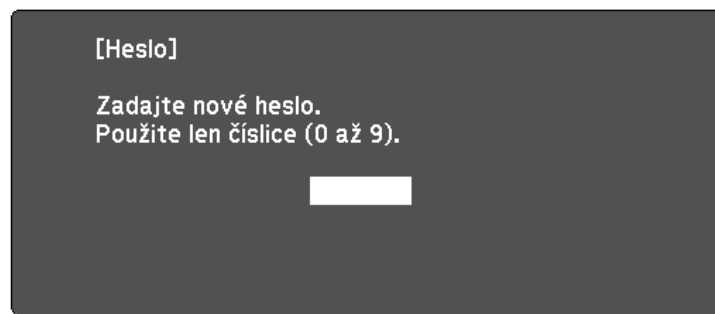 [Heslo]
Zadajte nové heslo.
Použite len číslice (0 až 9).